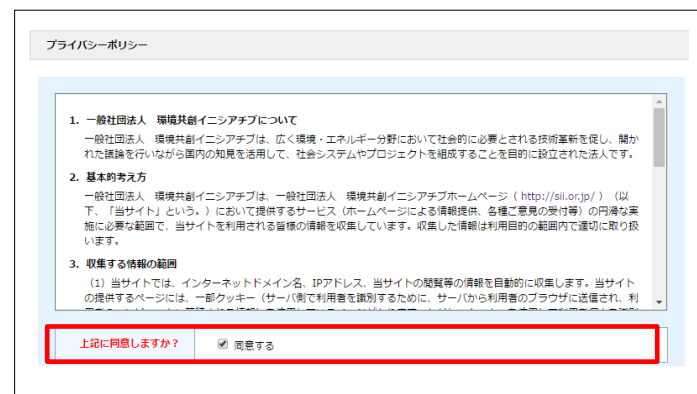 プライバシーポリシー
1. 一般社団法人　環境共創イニシアチブについて
一般社団法人　環境共創イニシアチブは、広く環境・エネルギー分野において社会的に必要とされる技術革新を促し、開か
れた議論を行いながら国内の知見を活用して、社会システムやプロジェクトを組成することを目的に設立された法人です。
2. 基本的考え方
一般社団法人　環境共創イニシアチブは、一般社団法人　環境共創イニシアチブホームページ（ http://sii.or.jp/ ）（以
下、「当サイト」という。）において提供するサービス（ホームページによる情報提供、各種ご意見の受付等）の円滑な実
施に必要な範囲で、当サイトを利用される皆様の情報を収集しています。収集した情報は利用目的の範囲内で適切に取り扱
います。
3. 収集する情報の範囲
（1）当サイトでは、インターネットドメイン名、IPアドレス、当サイトの閲覧等の情報を自動的に収集します。当サイト
の提供するページには、一部クッキー（サーバ側で利用者を識別するために、サーバから利用者のブラウザに送信され、利
上記に同意しますか？ 同意する